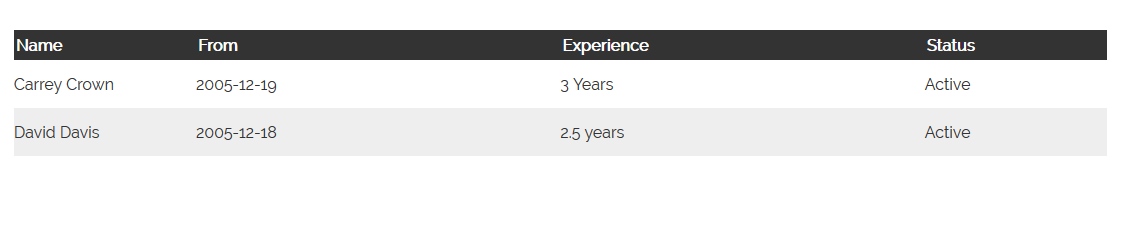 Name From Experience Status
Carrey Crown 2005-12-19 3 Years Active
David Davis 2005-12-18 2.5 years Active